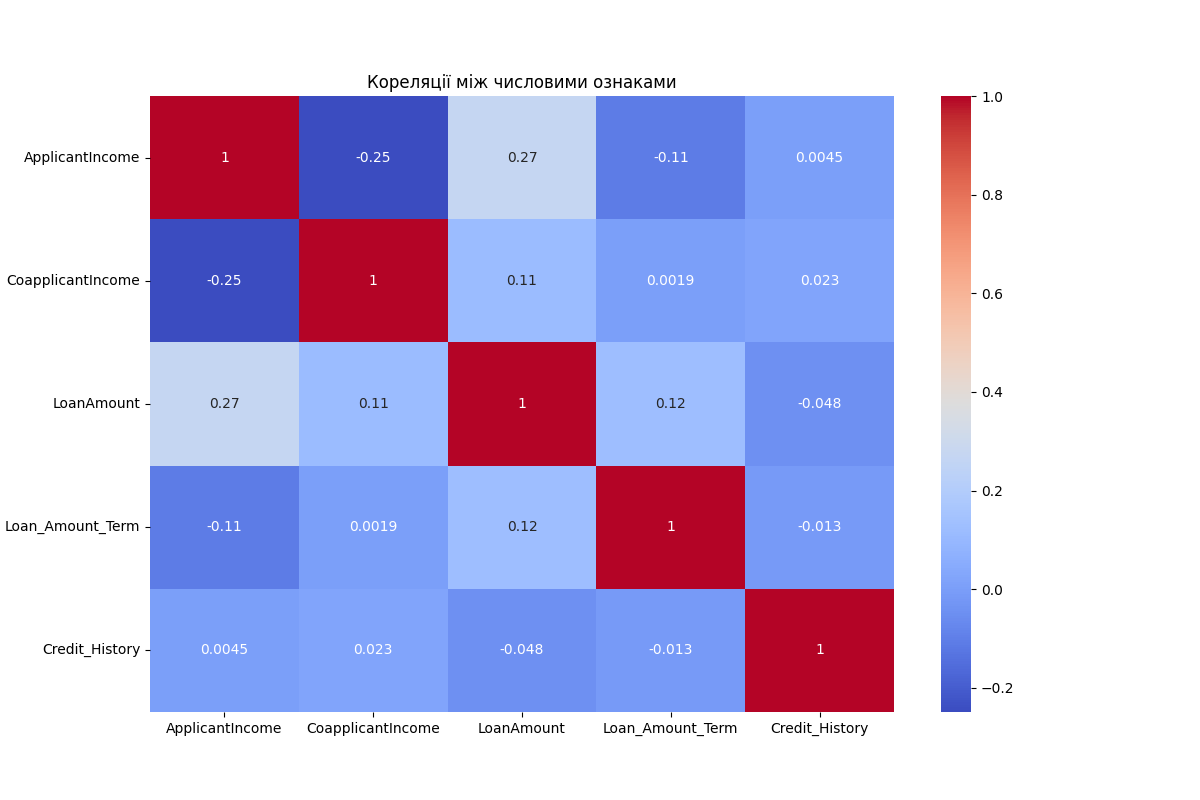 Кореляції між числовими ознаками
ApplicantIncome 1 -0.25 0.27 -0.11 0.0045
CoapplicantIncome -0.25 1 0.11 0.0019 0.023
LoanAmount 0.27 0.11 1 0.12 -0.048
Loan_Amount_Term -0.11 0.0019 0.12 1 -0.013
Credit_History 0.0045 0.023 -0.048 -0.013 1
ApplicantIncome CoapplicantIncome LoanAmount Loan_Amount_Term Credit_History
1.0
0.8
0.6
0.4
0.2
0.0
−0.2